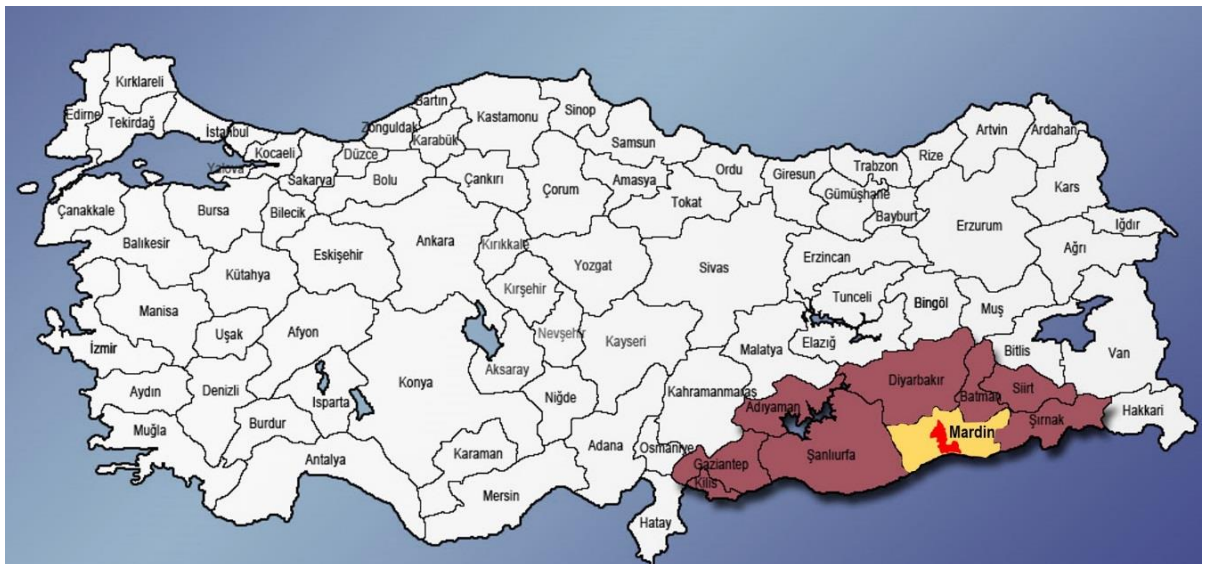 Kırklareli
Edirne
Tekirdağ
İstanbul
Kocaeli
Yalova
Sakarya
Düzce
Zonguldak
Bartın
Karabük
Kastamonu
Sinop
Samsun
Bolu
Çankırı
Çorum
Amasya
Tokat
Ordu
Giresun
Trabzon
Gümüşhane
Bayburt
Rize
Artvin
Ardahan
Kars
Iğdır
Ağrı
Erzurum
Erzincan
Çanakkale
Bursa
Bilecik
Balıkesir
Eskişehir
Ankara
Kırıkkale
Yozgat
Sivas
Kütahya
Kırşehir
Tunceli
Bingöl
Muş
Manisa
Uşak
Afyon
Nevşehir
Kayseri
Malatya
Elazığ
Bitlis
Van
İzmir
Aydın
Denizli
Isparta
Konya
Aksaray
Niğde
Kahramanmaraş
Adıyaman
Diyarbakır
Batman
Siirt
Şırnak
Hakkari
Muğla
Burdur
Antalya
Karaman
Mersin
Adana
Osmaniye
Gaziantep
Kilis
Şanlıurfa
Mardin
Hatay